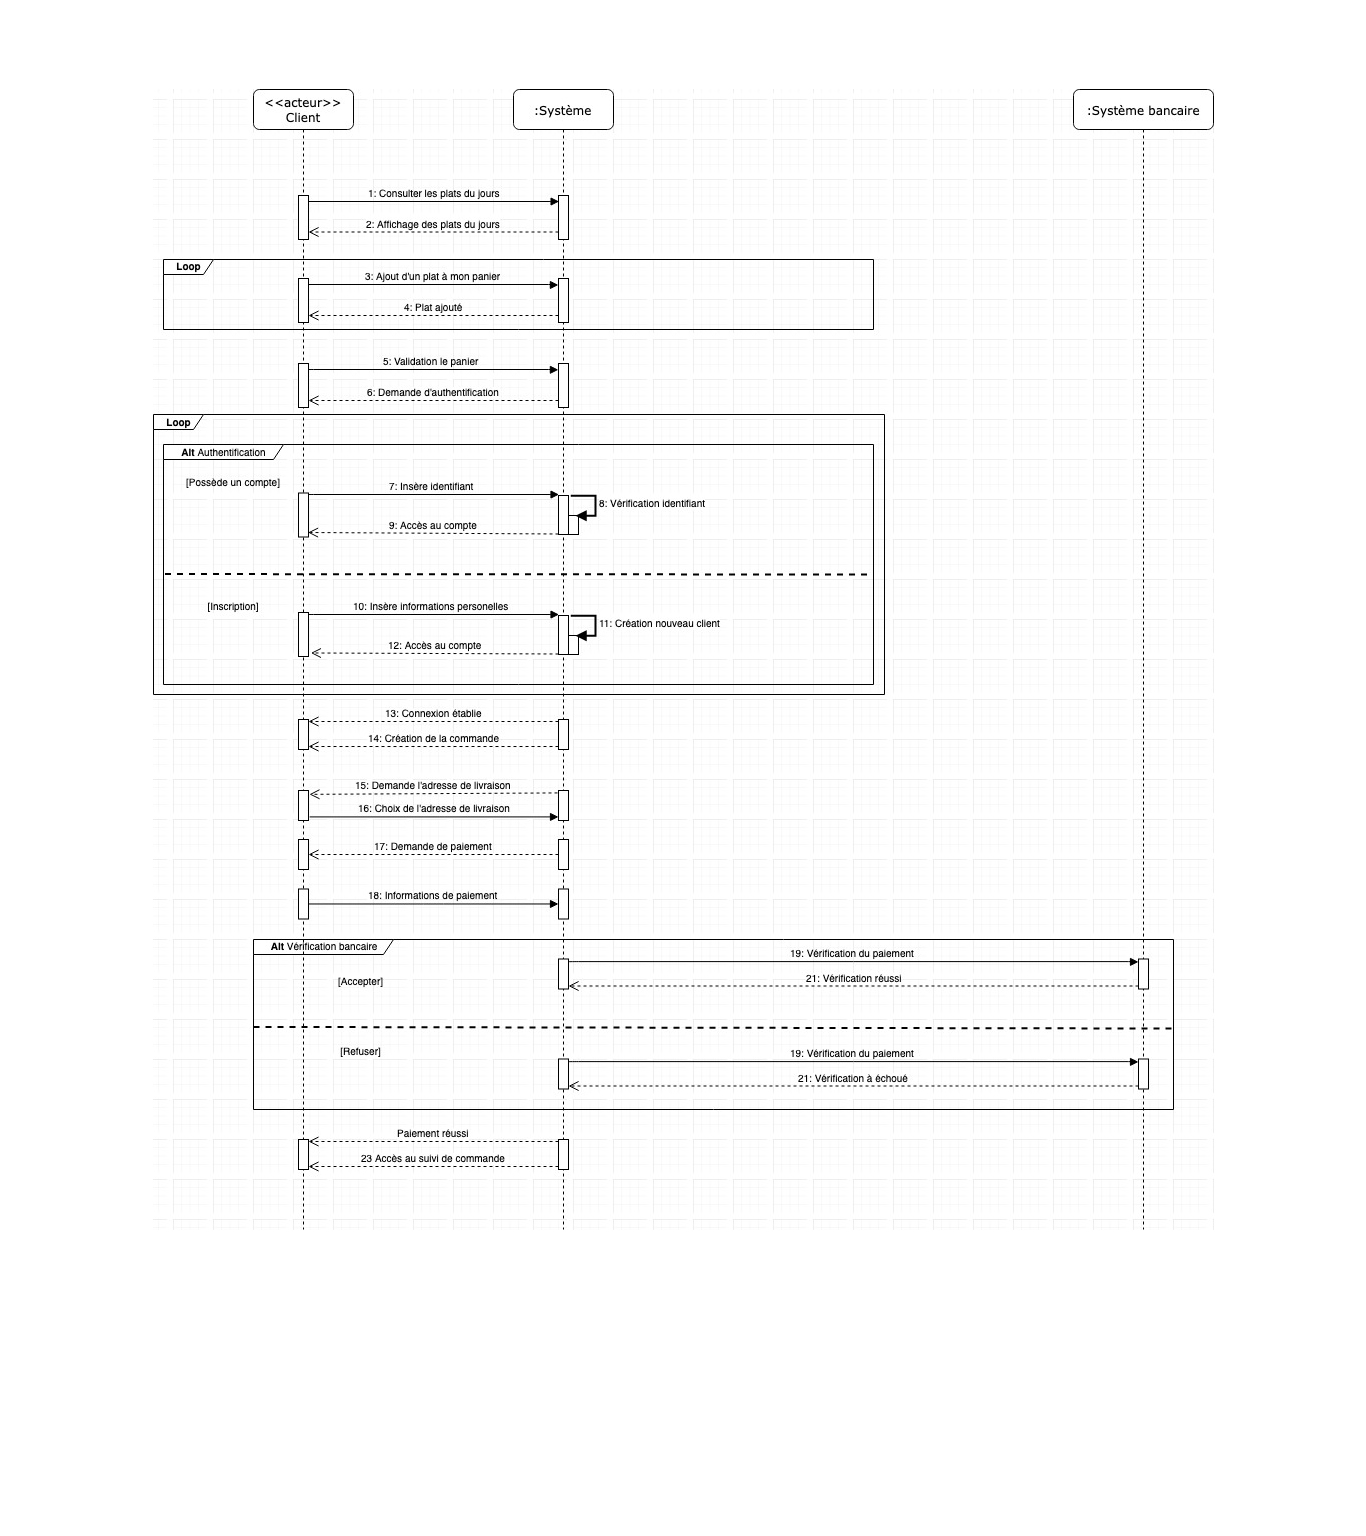 <<acteur>>
Client
:Système
:Système bancaire
1: Consulter les plats du jours
2: Affichage des plats du jours
Loop
3: Ajout d'un plat à mon panier
4: Plat ajouté
5: Validation le panier
6: Demande d'authentification
Loop
Alt Authentification
[Possède un compte]
7: Insère identifiant
8: Vérification identifiant
9: Accès au compte
[Inscription]
10: Insère informations personelles
11: Création nouveau client
12: Accès au compte
13: Connexion établie
14: Création de la commande
15: Demande l'adresse de livraison
16: Choix de l'adresse de livraison
17: Demande de paiement
18: Informations de paiement
Alt Vérification bancaire
19: Vérification du paiement
[Accepter]
21: Vérification réussi
[Refuser]
19: Vérification du paiement
21: Vérification à échoué
Paiement réussi
23 Accès au suivi de commande